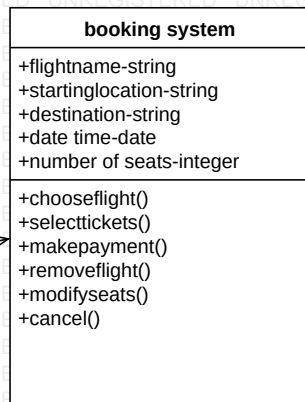 booking system
+flightname-string
+startinglocation-string
+destination-string
+date time-date
+number of seats-integer
+chooseflight()
+selecttickets()
+makepayment()
+removeflight()
+modifyseats()
+cancel()